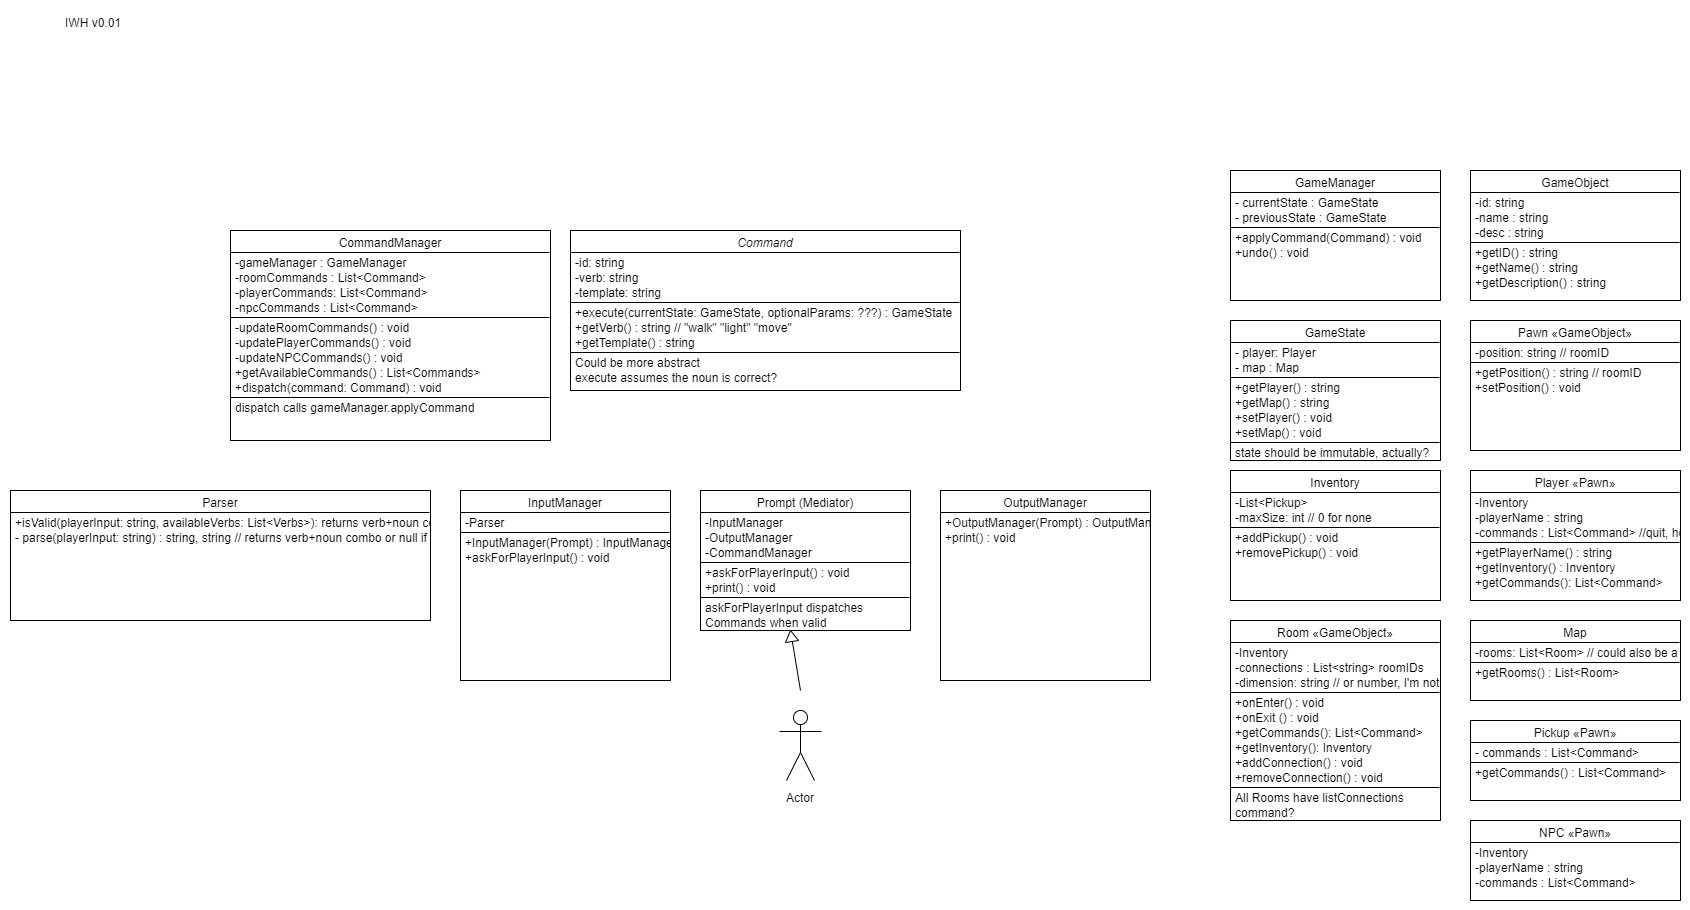 IWH v0.01
CommandManager
-gameManager : GameManager
-roomCommands : List<Command>
-playerCommands: List<Command>
-npcCommands : List<Command>
-updateRoomCommands() : void
-updatePlayerCommands() : void
-updateNPCCommands() : void
+getAvailableCommands() : List<Commands>
+dispatch(command: Command) : void
dispatch calls gameManager.applyCommand
Command
-id: string
-verb: string
-template: string
+execute(currentState: GameState, optionalParams: ???) : GameState
+getVerb() : string // "walk" "light" "move"
+getTemplate() : string
Could be more abstract
execute assumes the noun is correct?
Parser
+isValid(playerInput: string, availableVerbs: List<Verbs>): returns verb+noun
- parse(playerInput: string) : string, string // returns verb+noun combo or null if
InputManager
-Parser
+InputManager(Prompt) : InputManage
+askForPlayerInput() : void
Prompt (Mediator)
-InputManager
-OutputManager
-CommandManager
+askForPlayerInput() : void
+print() : void
askForPlayerInput dispatches
Commands when valid
OutputManager
+OutputManager(Prompt) : OutputMan
+print() : void
Actor
GameManager
- currentState : GameState
- previousState : GameState
+applyCommand(Command) : void
+undo() : void
GameObject
-id: string
-name : string
-desc : string
+getID() : string
+getName() : string
+getDescription() : string
GameState
- player: Player
- map : Map
+getPlayer() : string
+getMap() : string
+setPlayer() : void
+setMap() : void
state should be immutable, actually?
Pawn «GameObject»
-position: string // roomID
+getPosition() : string // roomID
+setPosition() : void
Inventory
-List<Pickup>
-maxSize: int // 0 for none
+addPickup() : void
+removePickup() : void
Player «Pawn»
-Inventory
-playerName : string
-commands : List<Command> //quit,
+getPlayerName() : string
+getInventory() : Inventory
+getCommands(): List<Command>
Room «GameObject»
-Inventory
-connections : List<string> roomIDs
-dimension: string // or number, I'm not
+onEnter() : void
+onExit () : void
+getCommands(): List<Command>
+getInventory(): Inventory
+addConnection() : void
+removeConnection() : void
All Rooms have listConnections
command?
Map
-rooms: List<Room> // could also be a
+getRooms() : List<Room>
Pickup «Pawn»
- commands : List<Command>
+getCommands() : List<Command>
NPC «Pawn»
-Inventory
-playerName : string
-commands : List<Command>